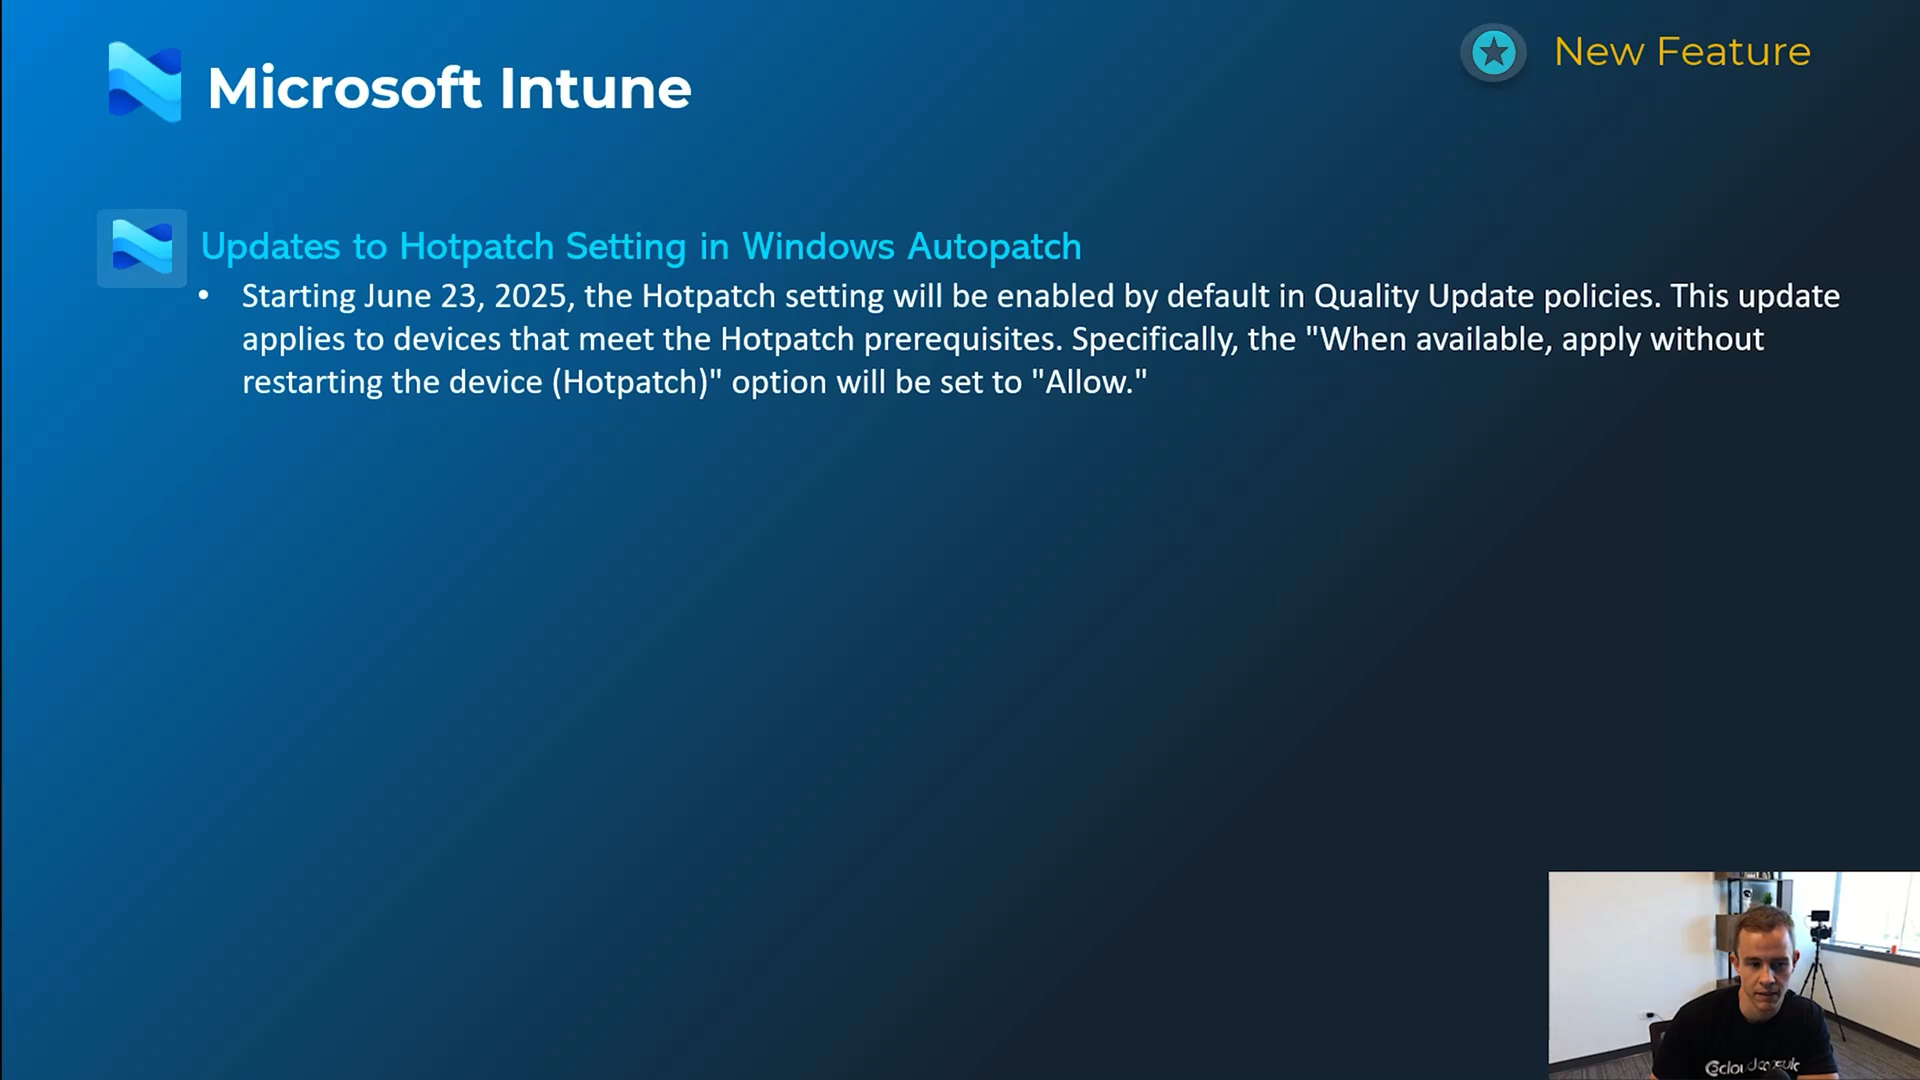 Microsoft Intune
New Feature
Updates to Hotpatch Setting in Windows Autopatch
• Starting June 23, 2025, the Hotpatch setting will be enabled by default in Quality Update policies. This update
applies to devices that meet the Hotpatch prerequisites. Specifically, the "When available, apply without
restarting the device (Hotpatch)" option will be set to "Allow."